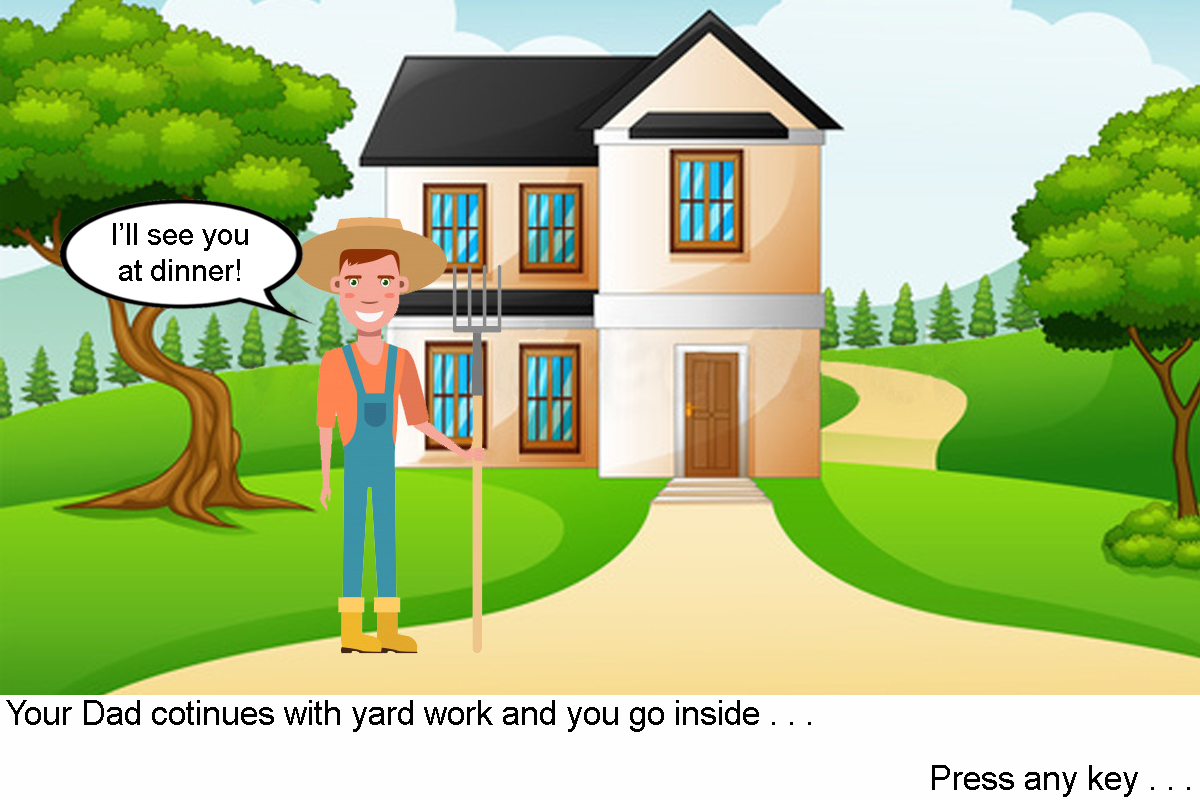 I'll see you
at dinner!
Your Dad cotinues with yard work and you go inside . . .
Press any key . . .